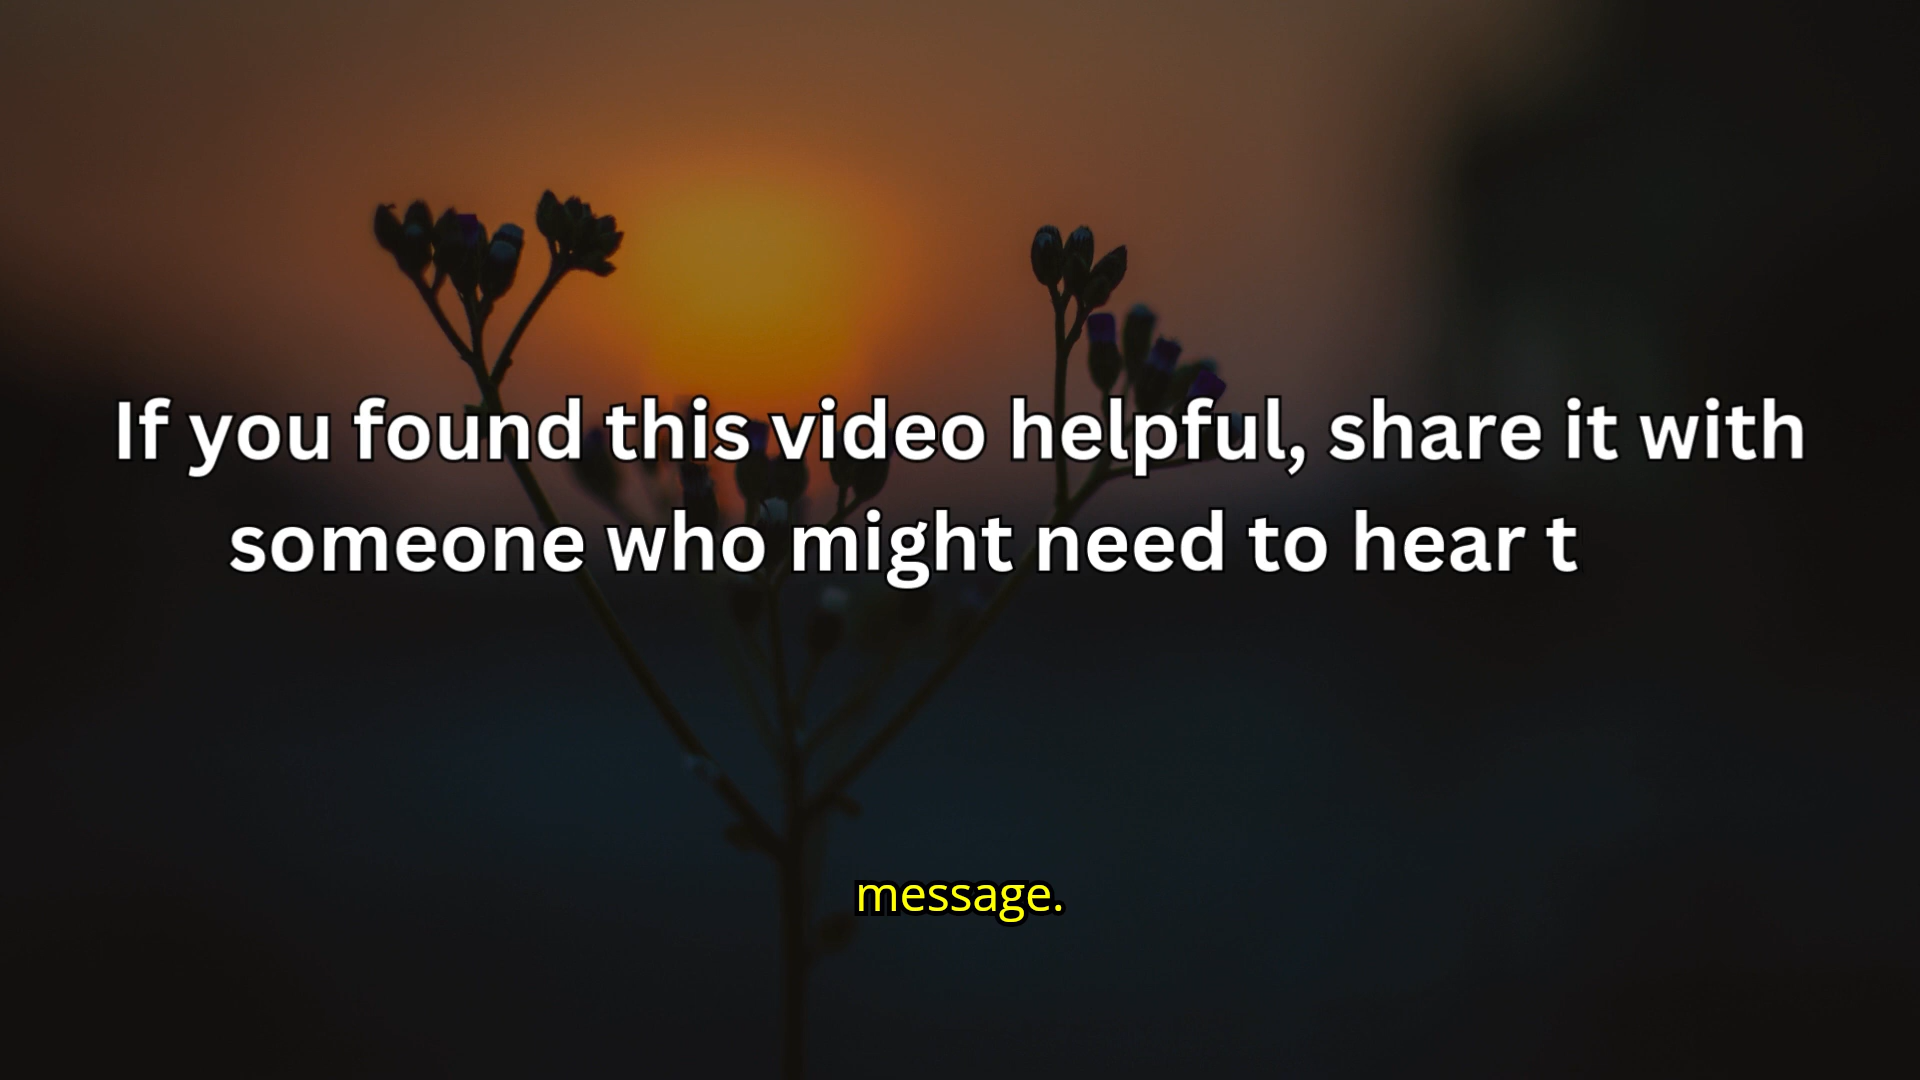 If you found this video helpful, share it with
someone who might need to hear t
message.